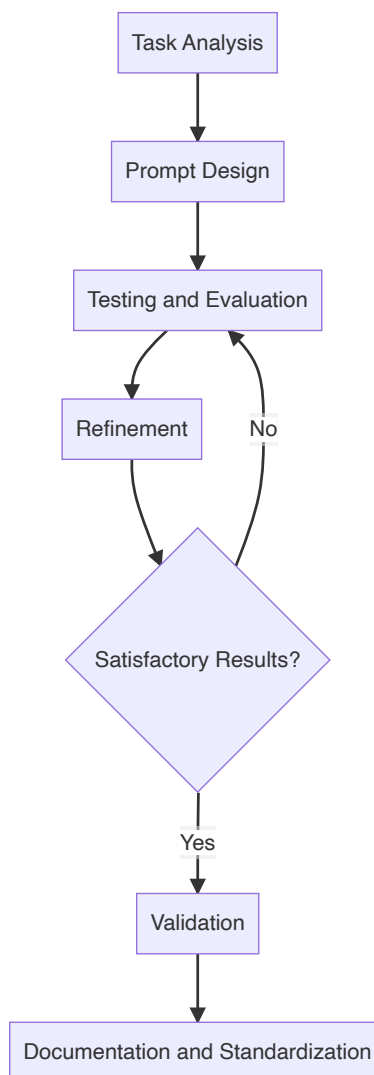 Task Analysis
Prompt Design
Testing and Evaluation
Refinement
No
Satisfactory Results?
Yes
Validation
Documentation and Standardization